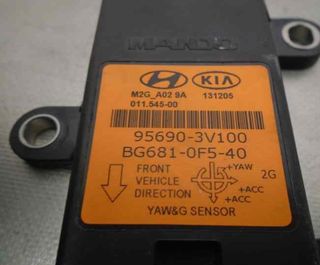 MANDO
HYUNDAI KIA
M2G_A02 9A 131205
011.545-00
95690-3V100
BG681-0F5-40
FRONT
VEHICLE
DIRECTION
+YAW
2G
+ACC
+ACC
YAW&G SENSOR